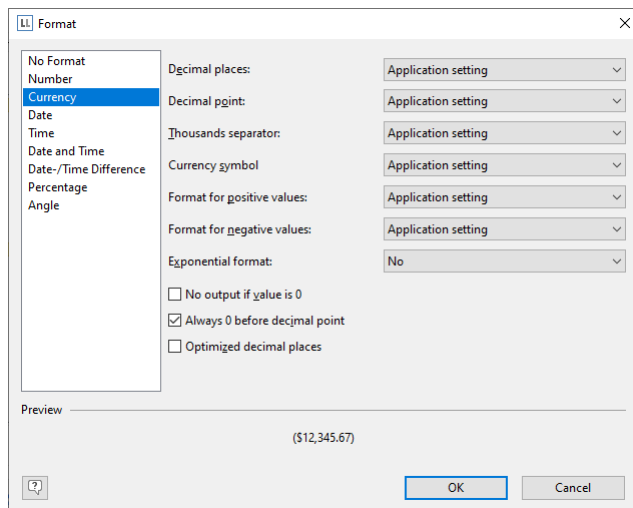 LL Format
No Format
Number
Currency
Date
Time
Date and Time
Date-/Time Difference
Percentage
Angle
Decimal places: Application setting
Decimal point: Application setting
Thousands separator: Application setting
Currency symbol Application setting
Format for positive values: Application setting
Format for negative values: Application setting
Exponential format: No
No output if value is 0
Always 0 before decimal point
Optimized decimal places
Preview
($12,345.67)
? OK Cancel